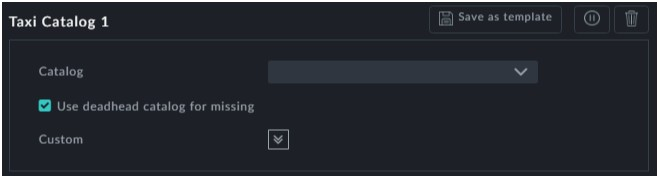 Taxi Catalog 1
Save as template
Catalog
Use deadhead catalog for missing
Custom